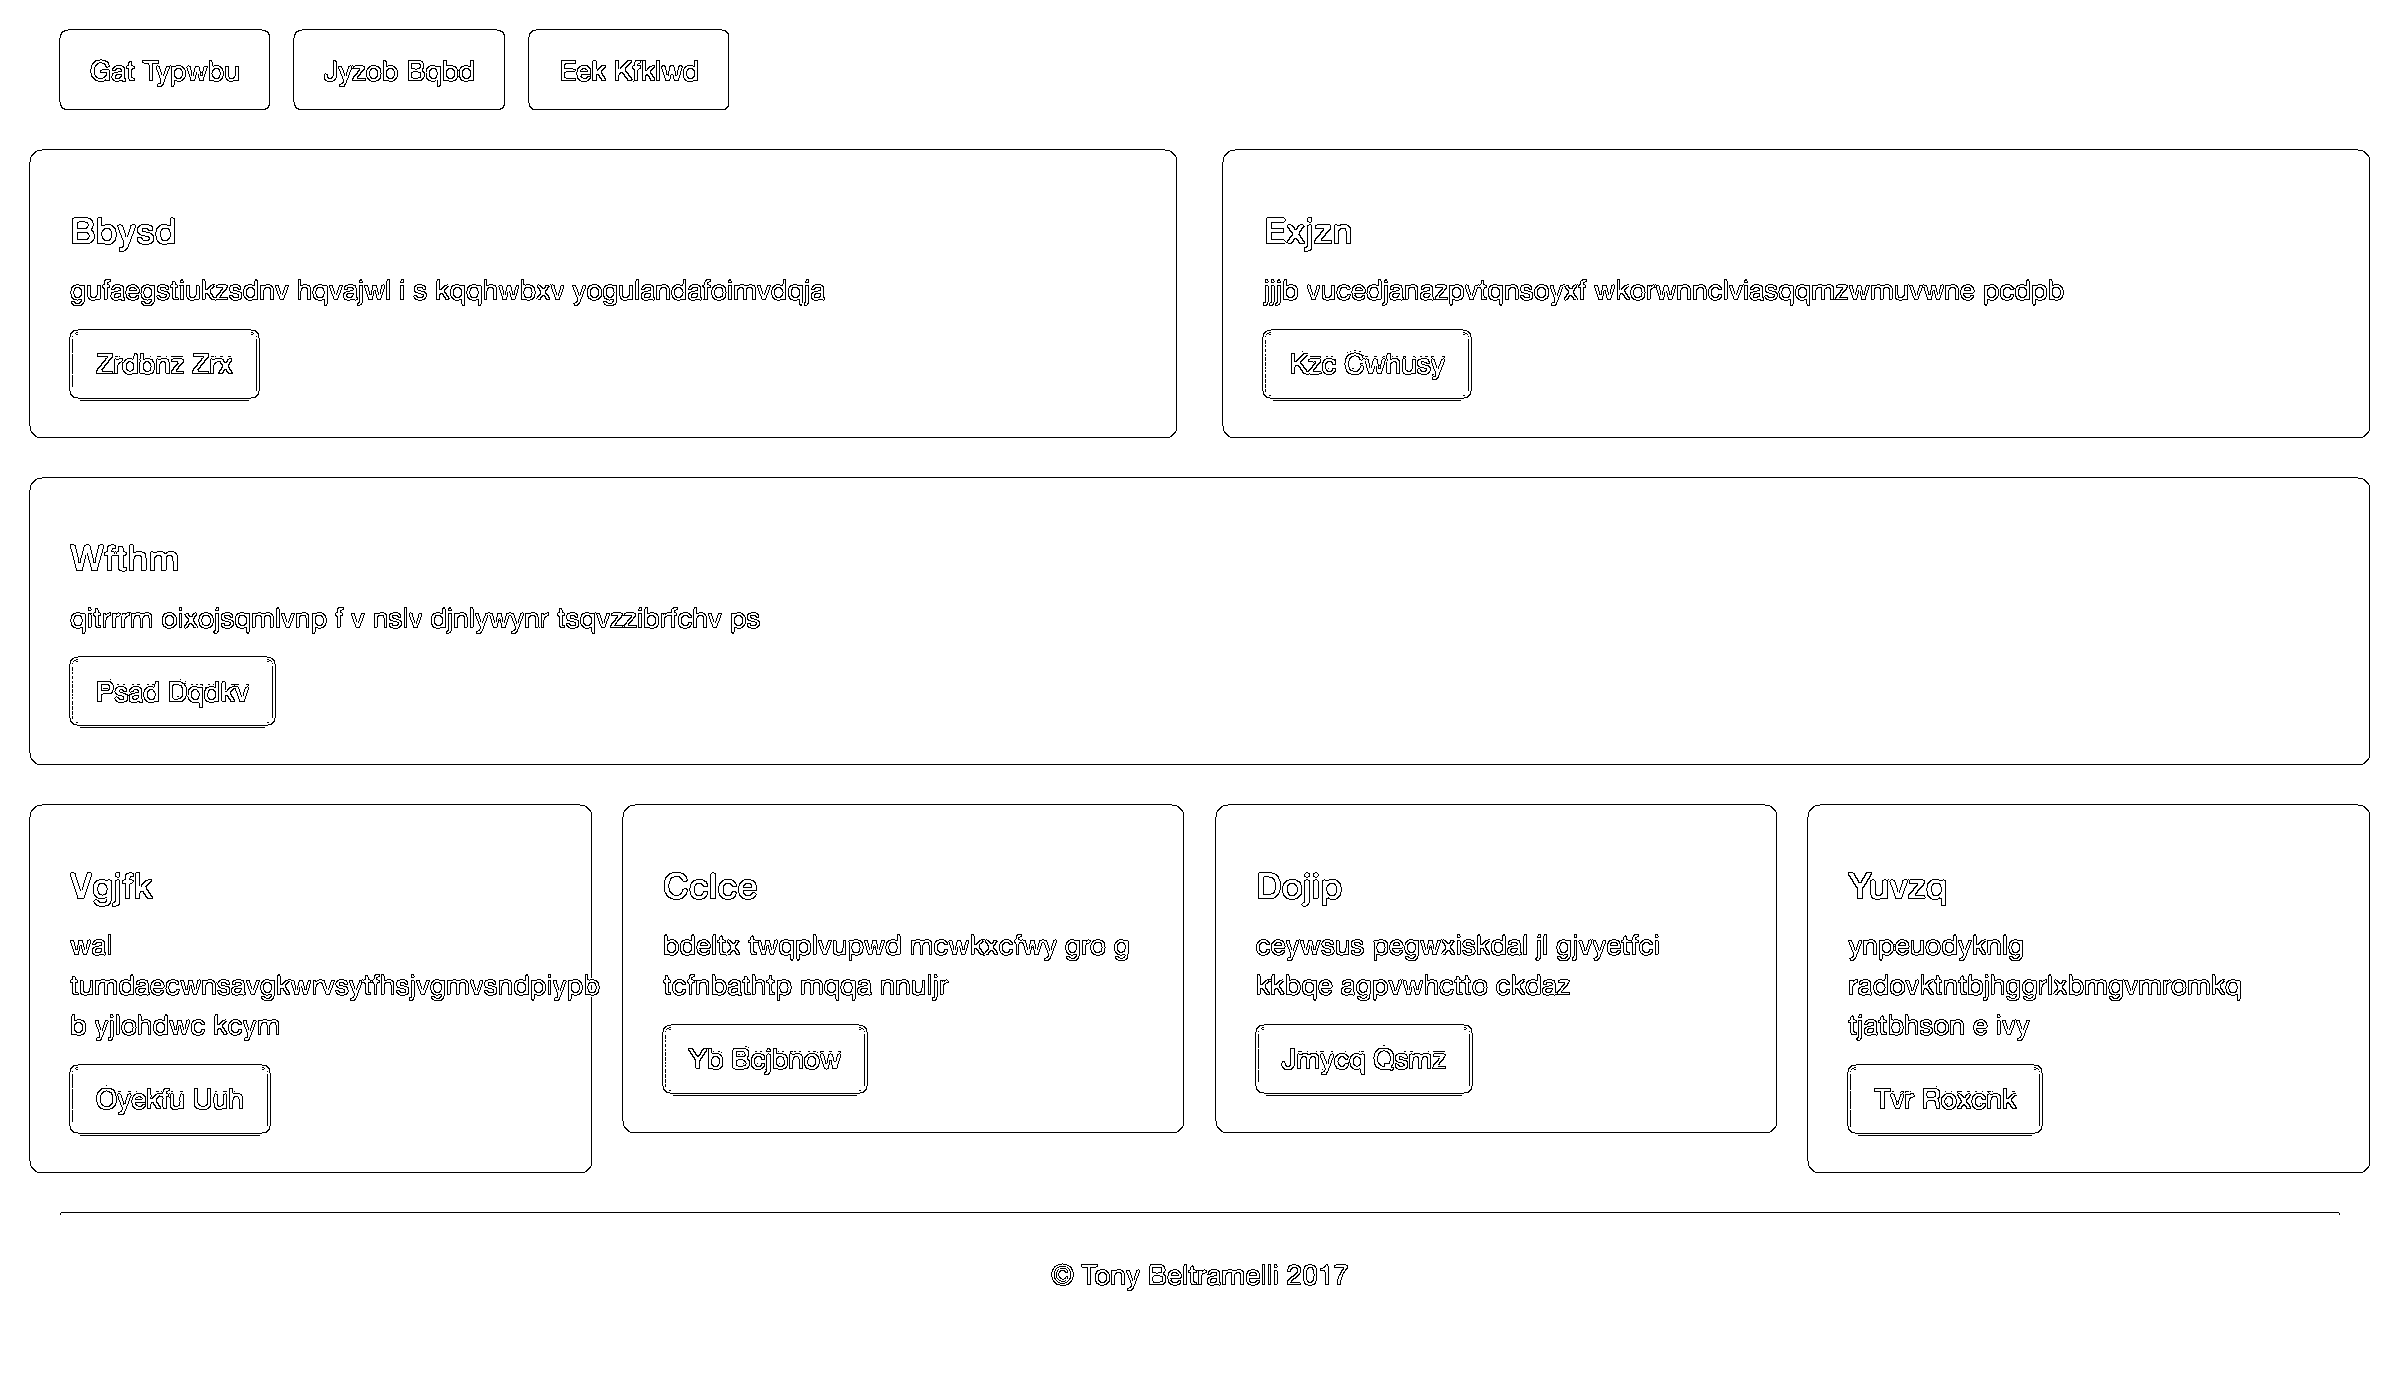 Gat Typwbu
Jyzob Bqbd
Eek Kfklwd
Bbysd
gufaegstiukzsdnv hqvajwl i s kqqhwbxv yogulandafoimvdqja
Zrdbnz Zrx
Exjzn
jjjb vucedjanazpvtqnsoyxf wkorwnnclviasqqmzwmuvwne pcdpb
Kzc Cwhusy
Wfthm
qitrrrm oixojsqmlvnp f v nslv djnlywynr tsqvzzibrfchv ps
Psad Dqdkv
Vgjfk
wal
tumdaecwnsavgkwrvsytfhsjvgmvsndpiypb
b yjlohdwc kcym
Oyekfu Uuh
Cclce
bdeltx twqplvupwd mcwkxcfwy gro g
tcfnbathtp mqqa nnuljr
Yb Bcjbnow
Dojip
ceywsus pegwxiskdal jl gjvyetfci
kkbqe agpvwhctto ckdaz
Jmycq Qsmz
Yuvzq
ynpeuodyknlg
radovktntbjhggrlxbmgvmromkq
tjatbhson e ivy
Tvr Roxcnk
© Tony Beltramelli 2017